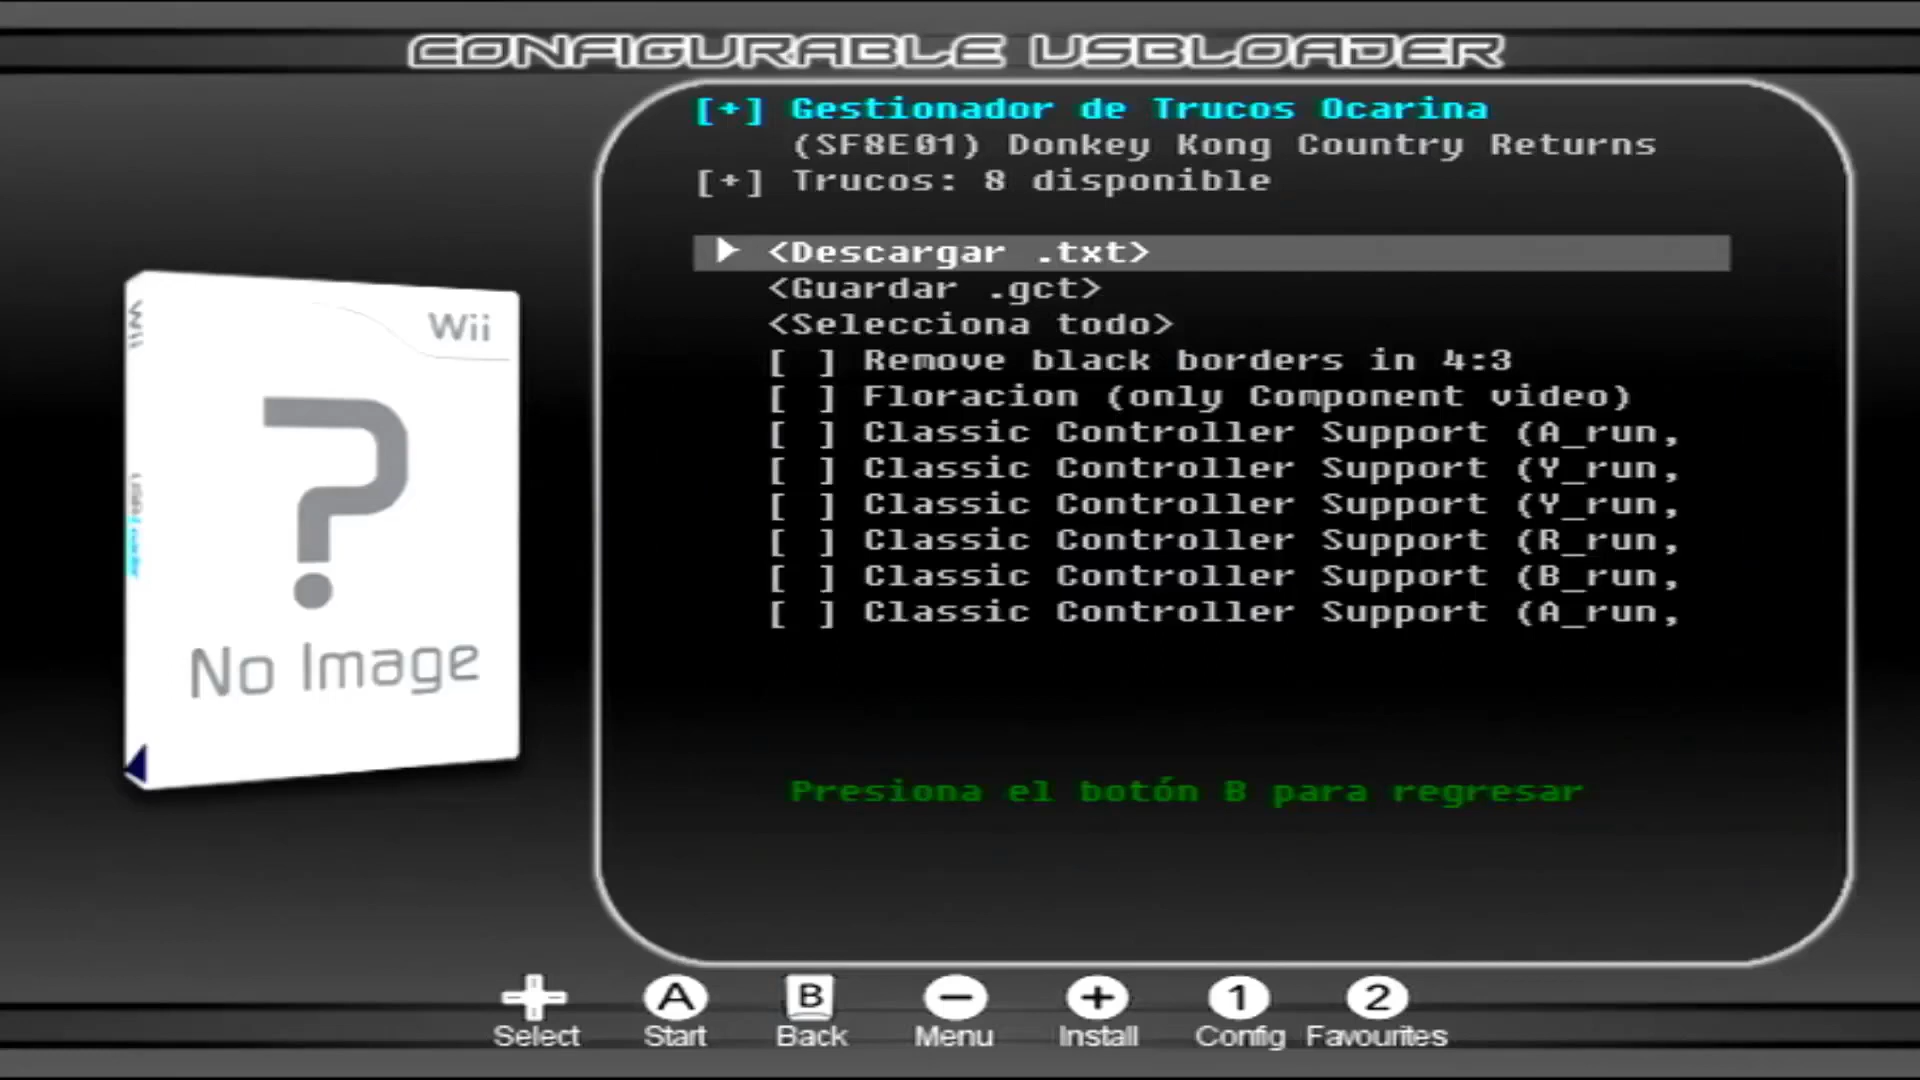 CONFIGURABLE USBLOADER
[+] Gestionador de Trucos Ocarina
(SF8E01) Donkey Kong Country Returns
[+] Trucos: 8 disponible
<Descargar .txt>
<Guardar .gct>
<Selecciona todo>
[ ] Remove black borders in 4:3
[ ] Floracion (only Component video)
[ ] Classic Controller Support (A_run,
[ ] Classic Controller Support (Y_run,
[ ] Classic Controller Support (Y_run,
[ ] Classic Controller Support (R_run,
[ ] Classic Controller Support (B_run,
[ ] Classic Controller Support (A_run,
Presiona el botón B para regresar
Wii
Wii
?
No Image
A B - + 1 2
Select Start Back Menu Install Config Favourites